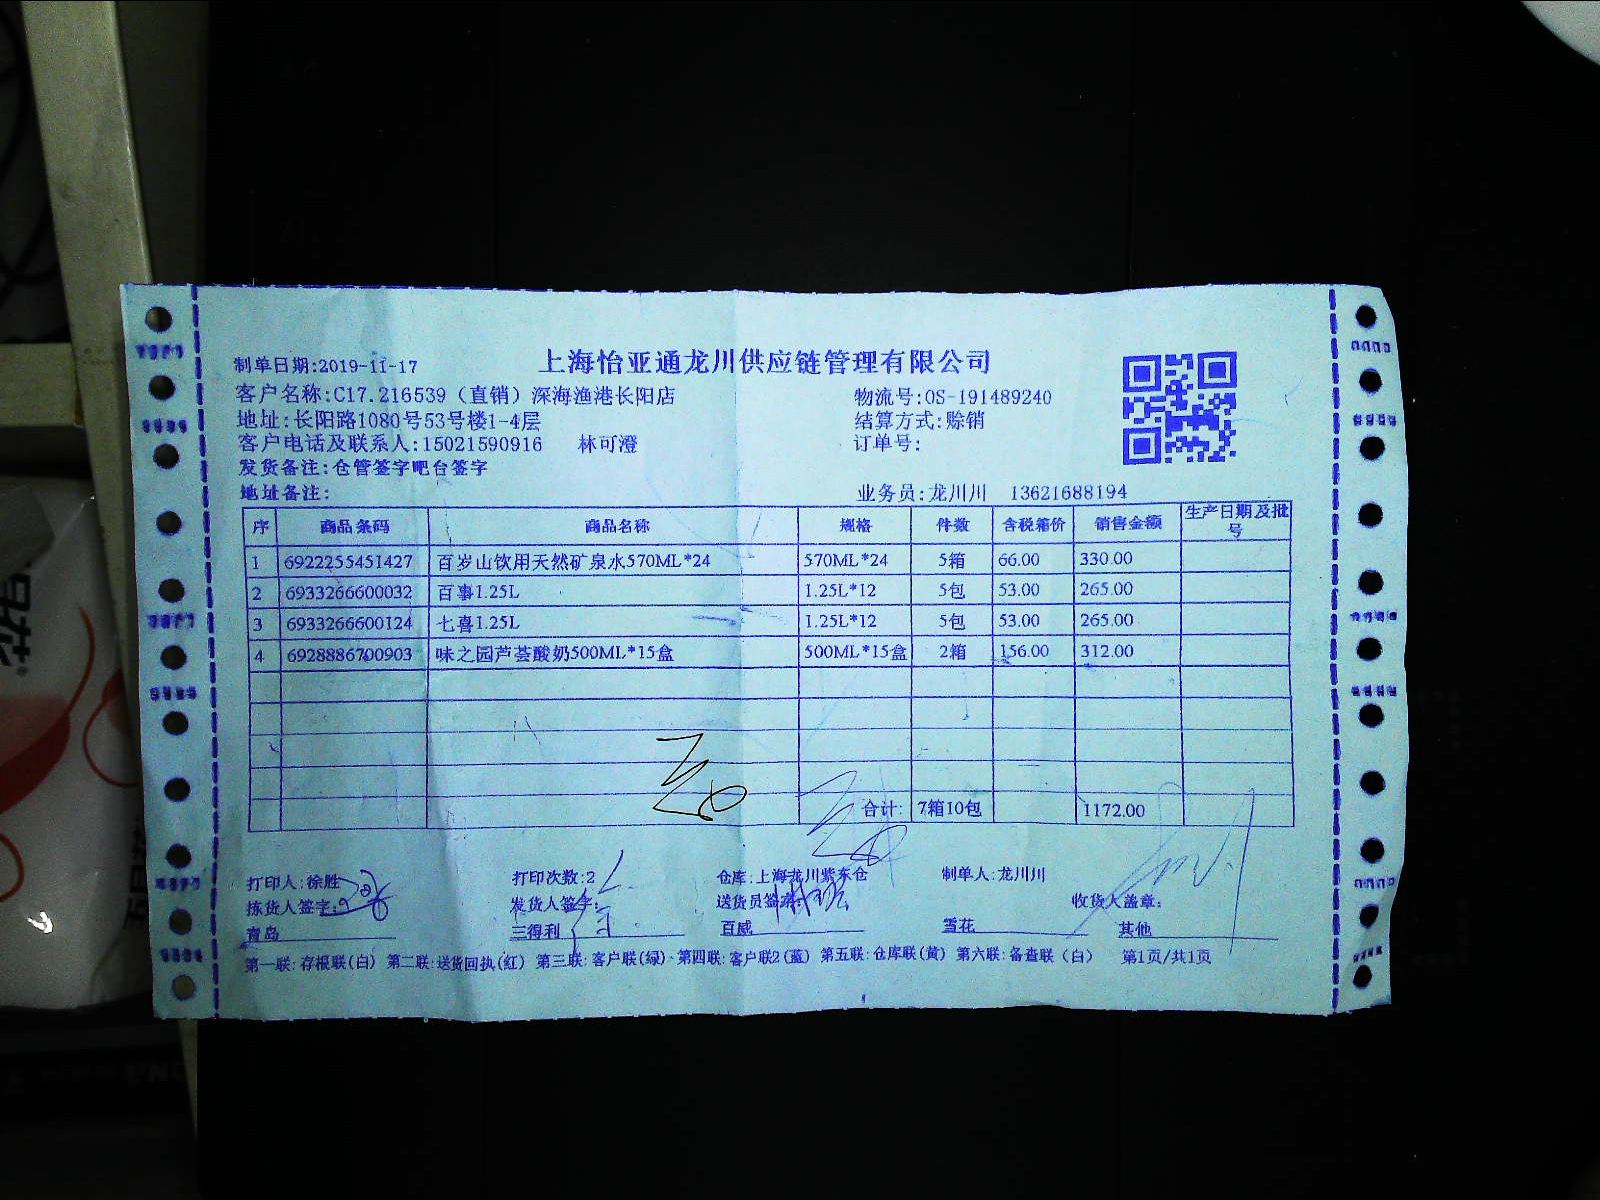 制单日期:2019-11-17 上海怡亚通龙川供应链管理有限公司
客户名称:C17.216539（直销）深海渔港长阳店 物流号:OS-191489240
地址:长阳路1080号53号楼1-4层 结算方式:赊销
客户电话及联系人:15021590916 林可澄 订单号:
发货备注:仓管签字吧台签字
地址备注: 业务员:龙川川 13621688194
序 商品条码 商品名称 规格 件数 含税箱价 销售金额 生产日期及批号
1 6922255451427 百岁山饮用天然矿泉水570ML*24 570ML*24 5箱 66.00 330.00
2 6933266600032 百事1.25L 1.25L*12 5包 53.00 265.00
3 6933266600124 七喜1.25L 1.25L*12 5包 53.00 265.00
4 6928886700903 味之园芦荟酸奶500ML*15盒 500ML*15盒 2箱 156.00 312.00
合计: 7箱10包 1172.00
打印人:徐胜 打印次数:2 仓库:上海龙川紫东仓 制单人:龙川川
拣货人签字: 发货人签字: 送货员签字: 收货人盖章:
青岛 三得利 百威 雪花 其他
第一联:存根联(白) 第二联:送货回执(红) 第三联:客户联(绿) 第四联:客户联2(蓝) 第五联:仓库联(黄) 第六联:备查联（白） 第1页/共1页